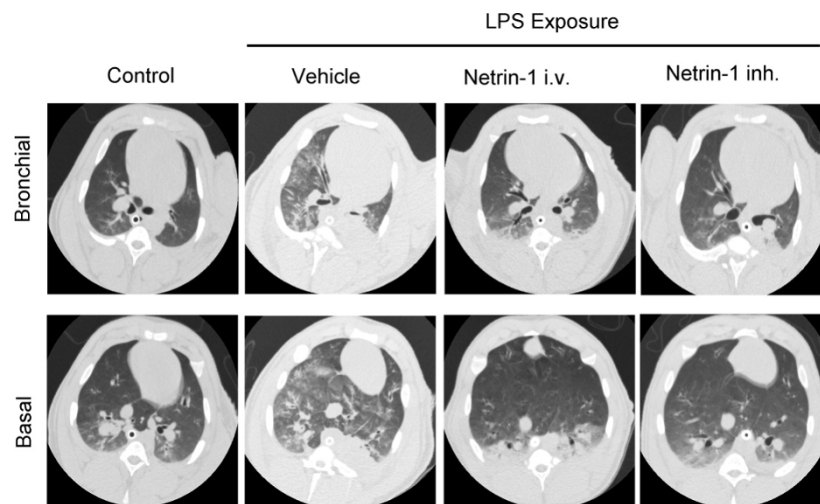 LPS Exposure
Control Vehicle Netrin-1 i.v. Netrin-1 inh.
Bronchial
Basal